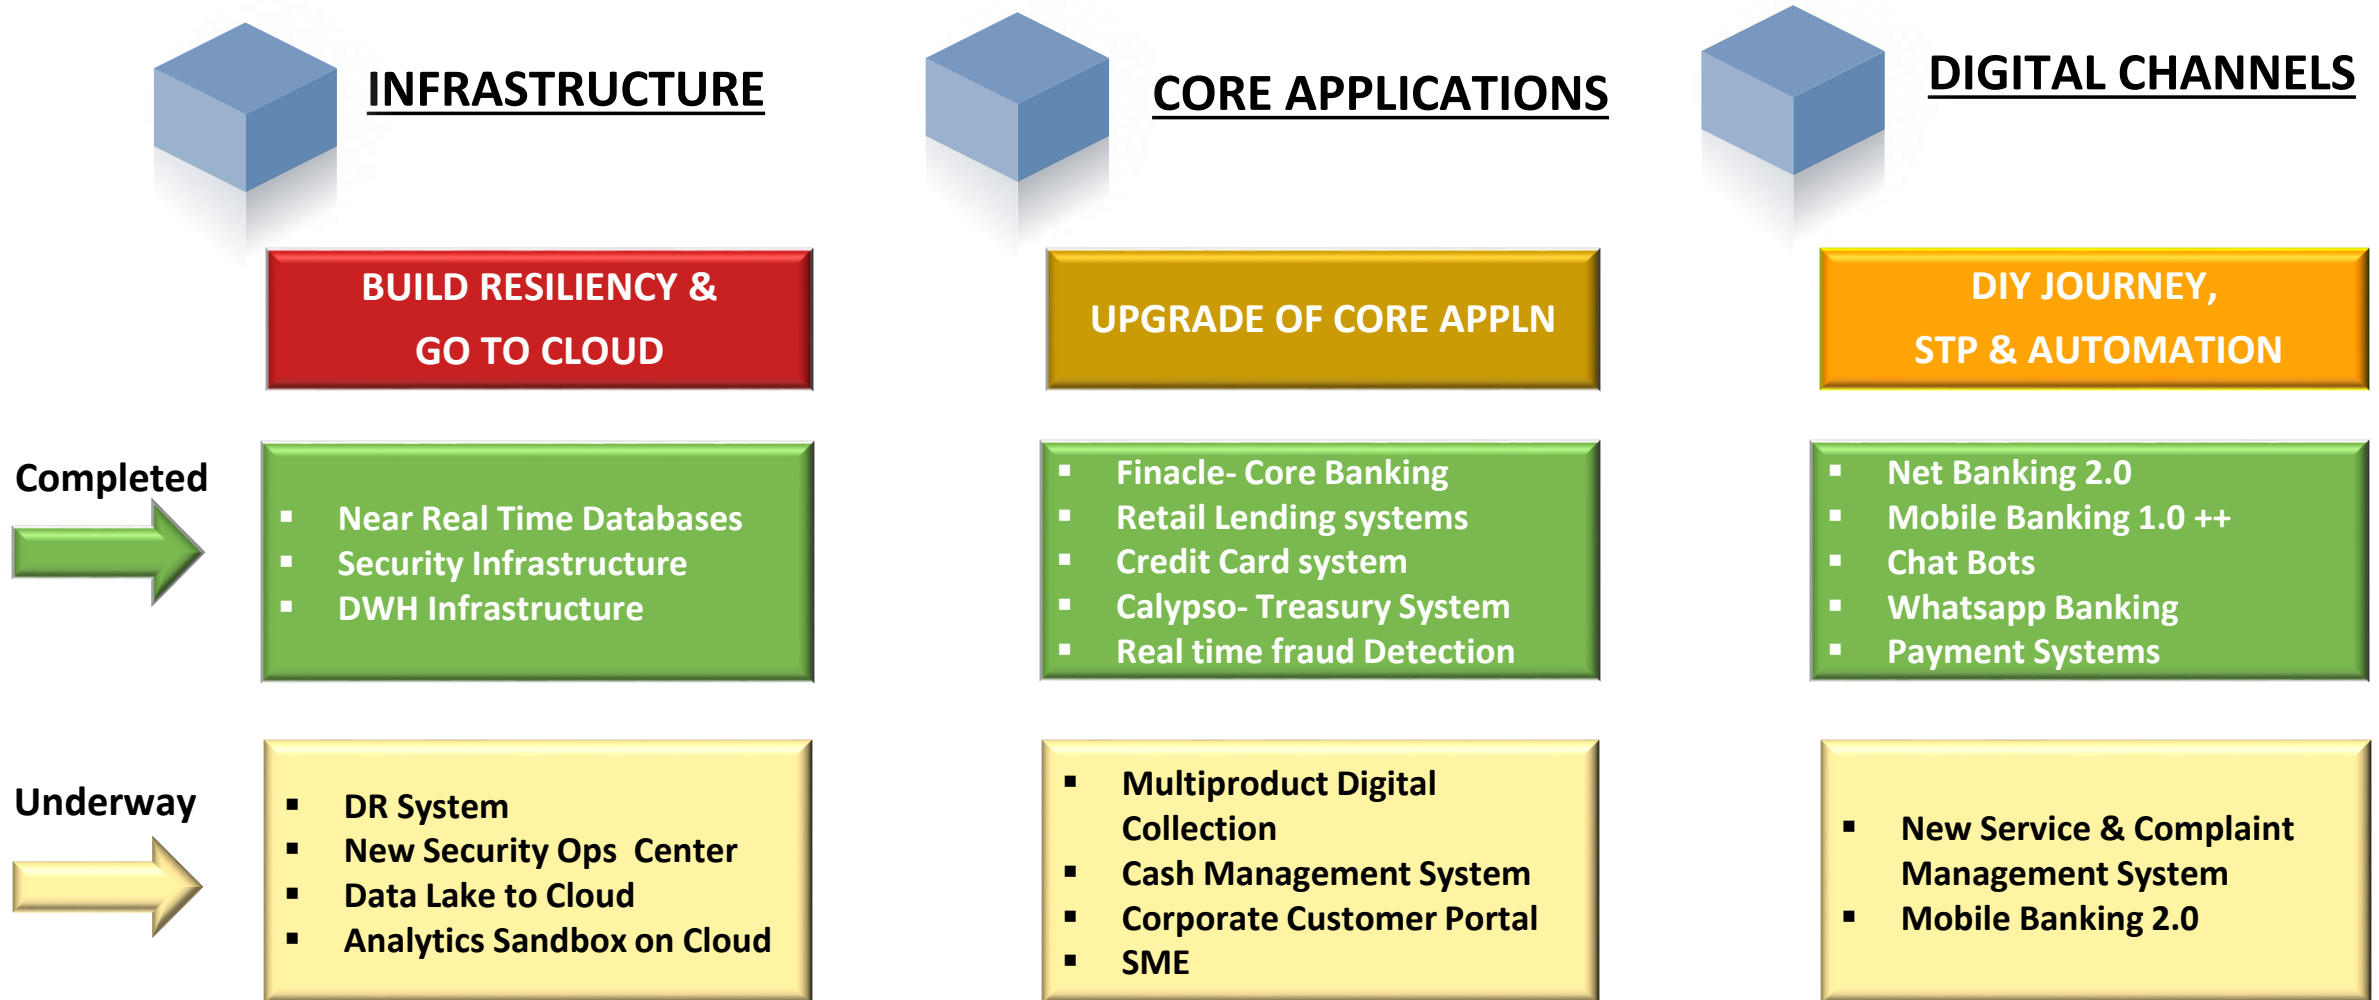 INFRASTRUCTURE
CORE APPLICATIONS
DIGITAL CHANNELS
BUILD RESILIENCY &
GO TO CLOUD
UPGRADE OF CORE APPLN
DIY JOURNEY,
STP & AUTOMATION
Completed
▪ Near Real Time Databases
▪ Security Infrastructure
▪ DWH Infrastructure
▪ Finacle- Core Banking
▪ Retail Lending systems
▪ Credit Card system
▪ Calypso- Treasury System
▪ Real time fraud Detection
▪ Net Banking 2.0
▪ Mobile Banking 1.0 ++
▪ Chat Bots
▪ Whatsapp Banking
▪ Payment Systems
Underway
▪ DR System
▪ New Security Ops Center
▪ Data Lake to Cloud
▪ Analytics Sandbox on Cloud
▪ Multiproduct Digital
Collection
▪ Cash Management System
▪ Corporate Customer Portal
▪ SME
▪ New Service & Complaint
Management System
▪ Mobile Banking 2.0